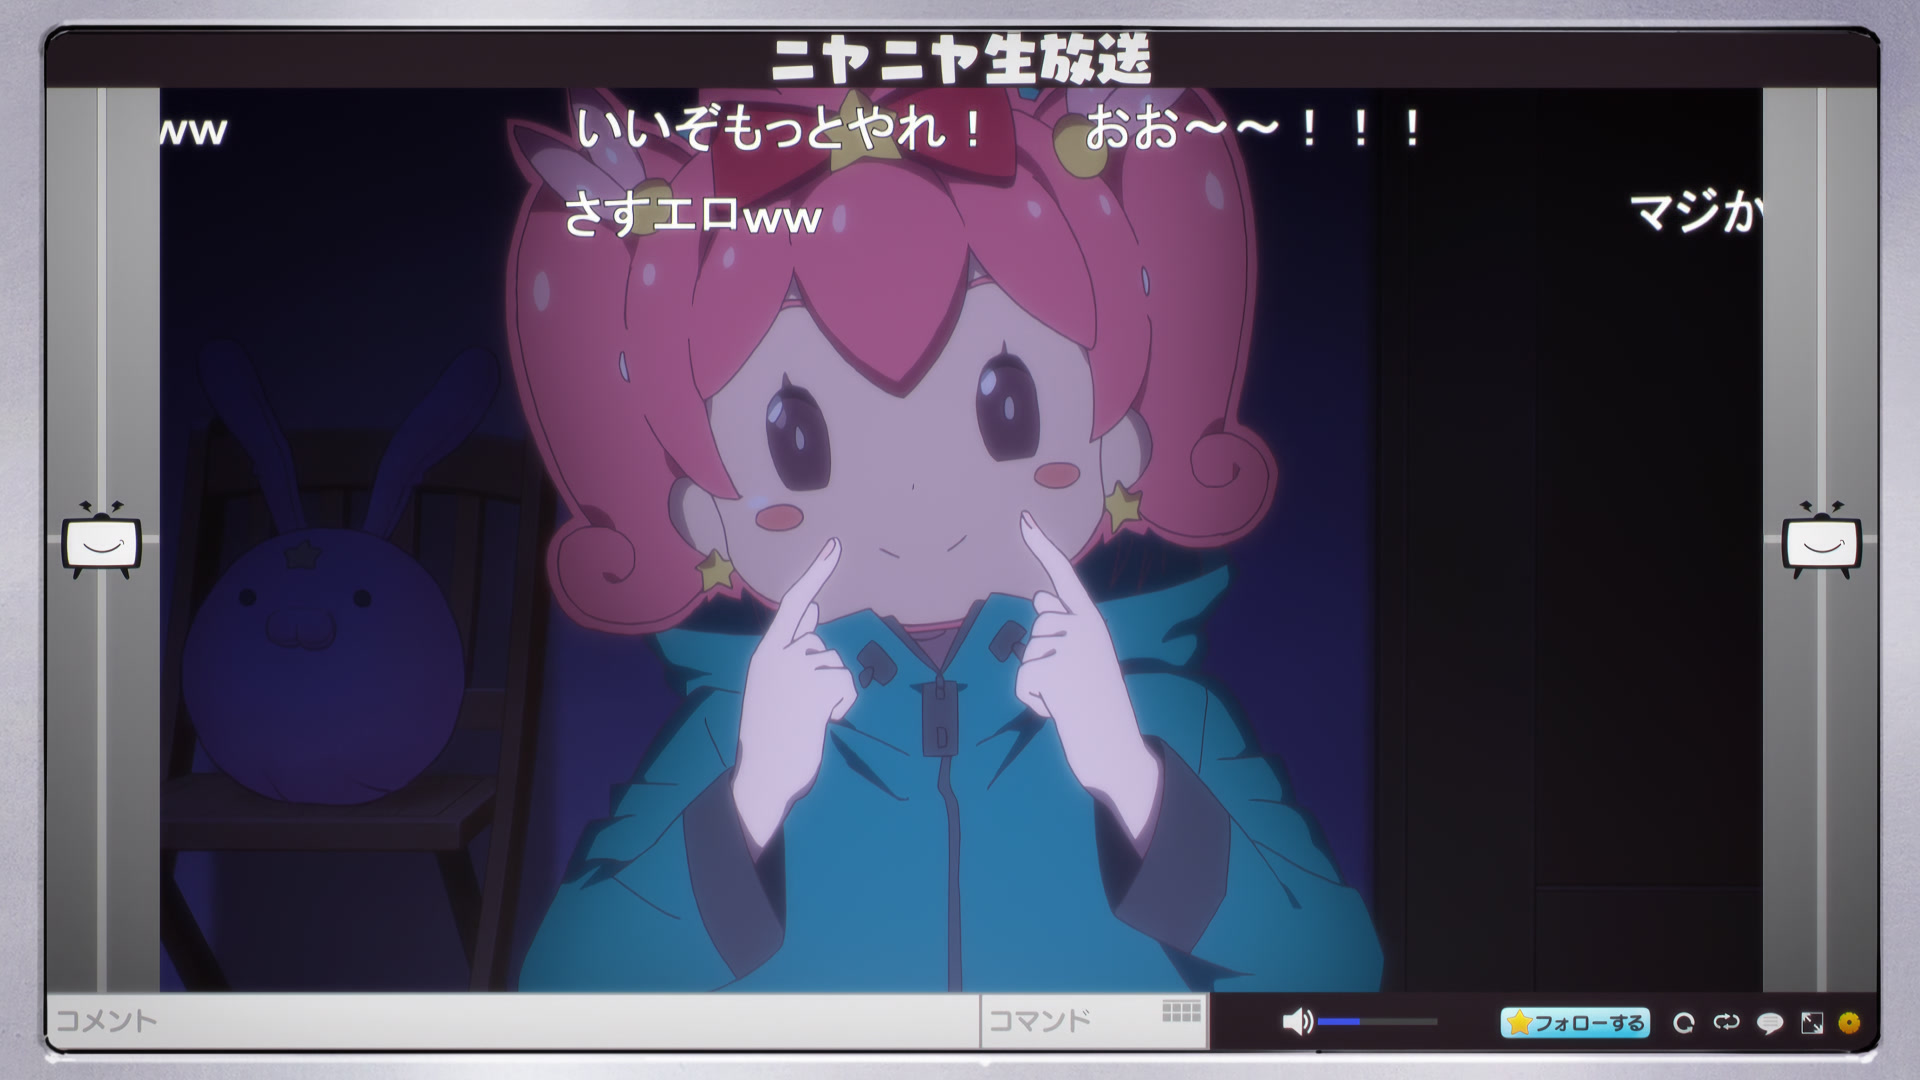 ニヤニヤ生放送
ww
いいぞもっとやれ！
おお～～！！！
さすエロww
マジか
コメント
コマンド
フォローする